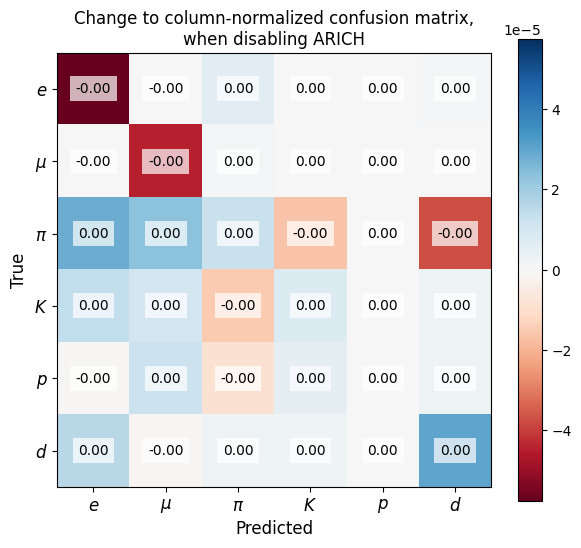 Change to column-normalized confusion matrix,
when disabling ARICH
1e−5
e -0.00 -0.00 0.00 0.00 0.00 0.00
μ -0.00 -0.00 0.00 0.00 0.00 0.00
π 0.00 0.00 0.00 -0.00 0.00 -0.00
K 0.00 0.00 -0.00 0.00 0.00 0.00
p -0.00 0.00 -0.00 0.00 0.00 0.00
d 0.00 -0.00 0.00 0.00 0.00 0.00
e μ π K p d
Predicted
True
4
2
0
−2
−4